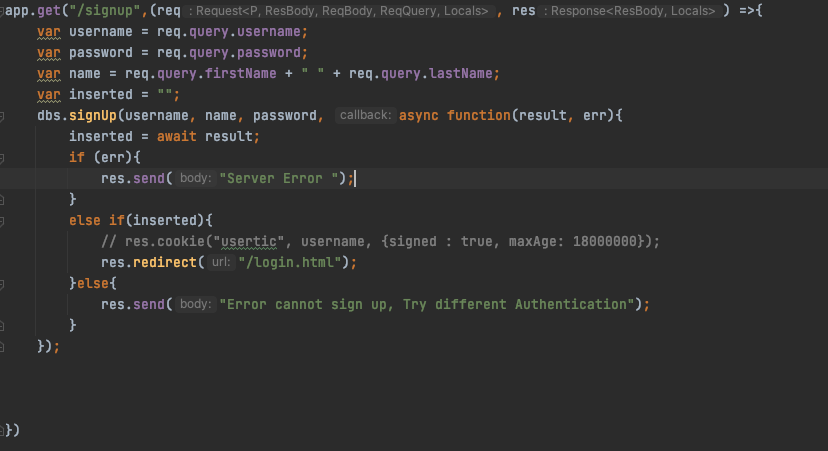 app.get("/signup",(req : Request<P, ResBody, ReqBody, ReqQuery, Locals> , res : Response<ResBody, Locals> ) =>{
var username = req.query.username;
var password = req.query.password;
var name = req.query.firstName + " " + req.query.lastName;
var inserted = "";
dbs.signUp(username, name, password, callback: async function(result, err){
inserted = await result;
if (err){
res.send( body: "Server Error ");
}
else if(inserted){
// res.cookie("usertic", username, {signed : true, maxAge: 18000000});
res.redirect( url: "/login.html");
}else{
res.send( body: "Error cannot sign up, Try different Authentication");
}
});
})